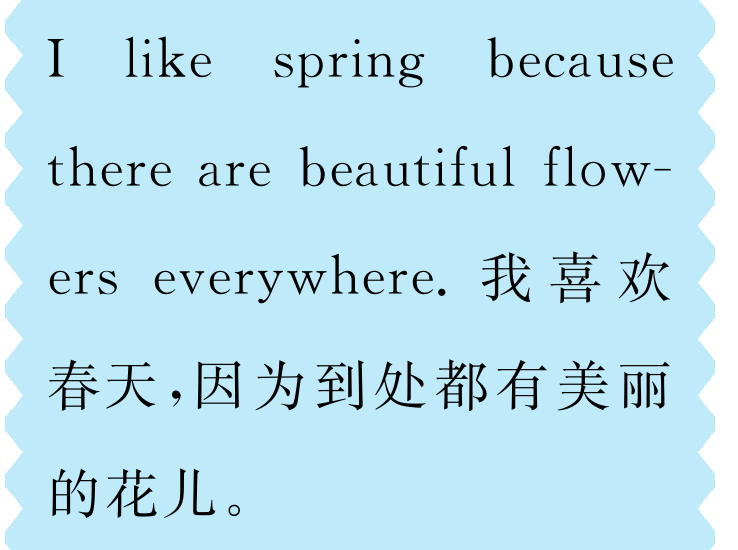 I like spring because
there are beautiful flow-
ers everywhere. 我喜欢
春天,因为到处都有美丽
的花儿。